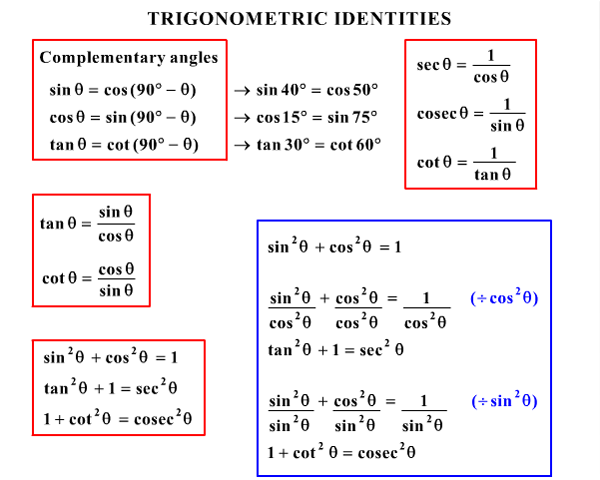 TRIGONOMETRIC IDENTITIES
Complementary angles
sin θ = cos (90° − θ) → sin 40° = cos 50°
cos θ = sin (90° − θ) → cos 15° = sin 75°
tan θ = cot (90° − θ) → tan 30° = cot 60°
sec θ = 1/cos θ
cosec θ = 1/sin θ
cot θ = 1/tan θ
tan θ = sin θ/cos θ
cot θ = cos θ/sin θ
sin²θ + cos²θ = 1
tan²θ + 1 = sec²θ
1 + cot²θ = cosec²θ
sin²θ + cos²θ = 1
sin²θ/cos²θ + cos²θ/cos²θ = 1/cos²θ (÷ cos²θ)
tan²θ + 1 = sec² θ
sin²θ/sin²θ + cos²θ/sin²θ = 1/sin²θ (÷ sin²θ)
1 + cot² θ = cosec²θ